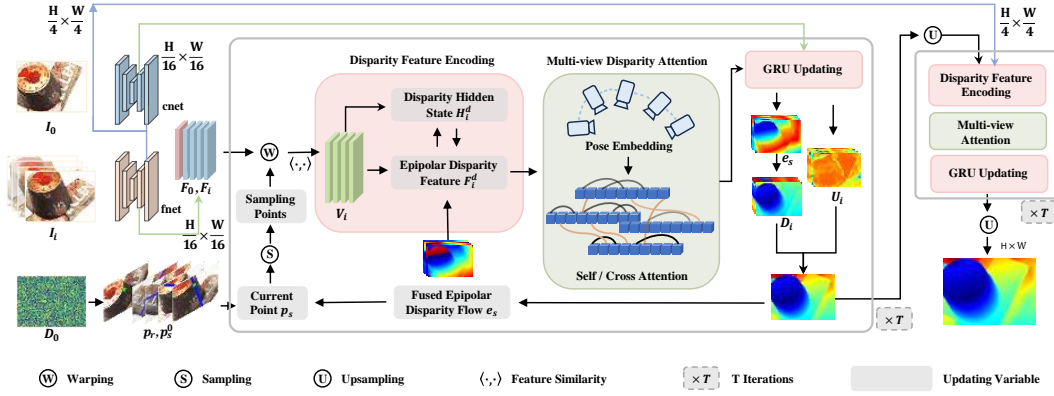 H/4 × W/4
I₀
cnet
H/16 × W/16
Iᵢ
fnet
F₀, Fᵢ
H/16 × W/16
D₀
pᵣ, pₛ⁰
W
Sampling
Points
S
Current
Point pₛ
⟨·,·⟩
Disparity Feature Encoding
Disparity Hidden
State Hᵢᵈ
Epipolar Disparity
Feature Fᵢᵈ
Vᵢ
Fused Epipolar
Disparity Flow eₛ
Multi-view Disparity Attention
Pose Embedding
Self / Cross Attention
GRU Updating
eₛ
Dᵢ
Uᵢ
× T
U
H/4 × W/4
Disparity Feature
Encoding
Multi-view
Attention
GRU Updating
× T
U
H × W
W Warping
S Sampling
U Upsampling
⟨·,·⟩ Feature Similarity
× T T Iterations
Updating Variable